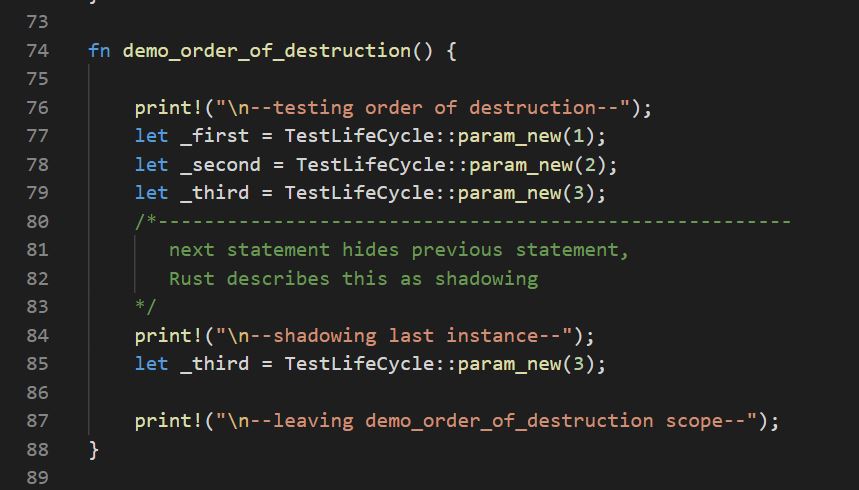 73
74 fn demo_order_of_destruction() {
75
76 print!("\n--testing order of destruction--");
77 let _first = TestLifeCycle::param_new(1);
78 let _second = TestLifeCycle::param_new(2);
79 let _third = TestLifeCycle::param_new(3);
80 /*-------------------------------------------------------
81 next statement hides previous statement,
82 Rust describes this as shadowing
83 */
84 print!("\n--shadowing last instance--");
85 let _third = TestLifeCycle::param_new(3);
86
87 print!("\n--leaving demo_order_of_destruction scope--");
88 }
89